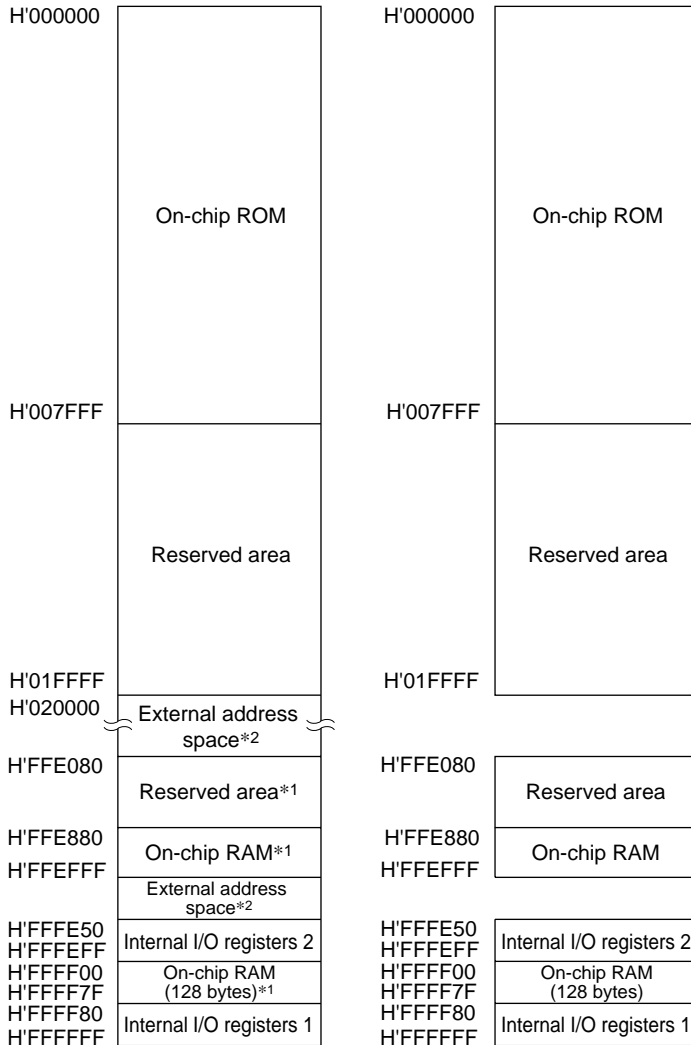 H'000000
On-chip ROM
H'007FFF
Reserved area
H'01FFFF
H'020000
External address
space*2
H'FFE080
Reserved area*1
H'FFE880
On-chip RAM*1
H'FFEFFF
External address
space*2
H'FFFE50
Internal I/O registers 2
H'FFFEFF
H'FFFF00
On-chip RAM
(128 bytes)*1
H'FFFF7F
H'FFFF80
Internal I/O registers 1
H'FFFFFF
H'000000
On-chip ROM
H'007FFF
Reserved area
H'01FFFF
H'FFE080
Reserved area
H'FFE880
On-chip RAM
H'FFEFFF
H'FFFE50
Internal I/O registers 2
H'FFFEFF
H'FFFF00
On-chip RAM
(128 bytes)
H'FFFF7F
H'FFFF80
Internal I/O registers 1
H'FFFFFF